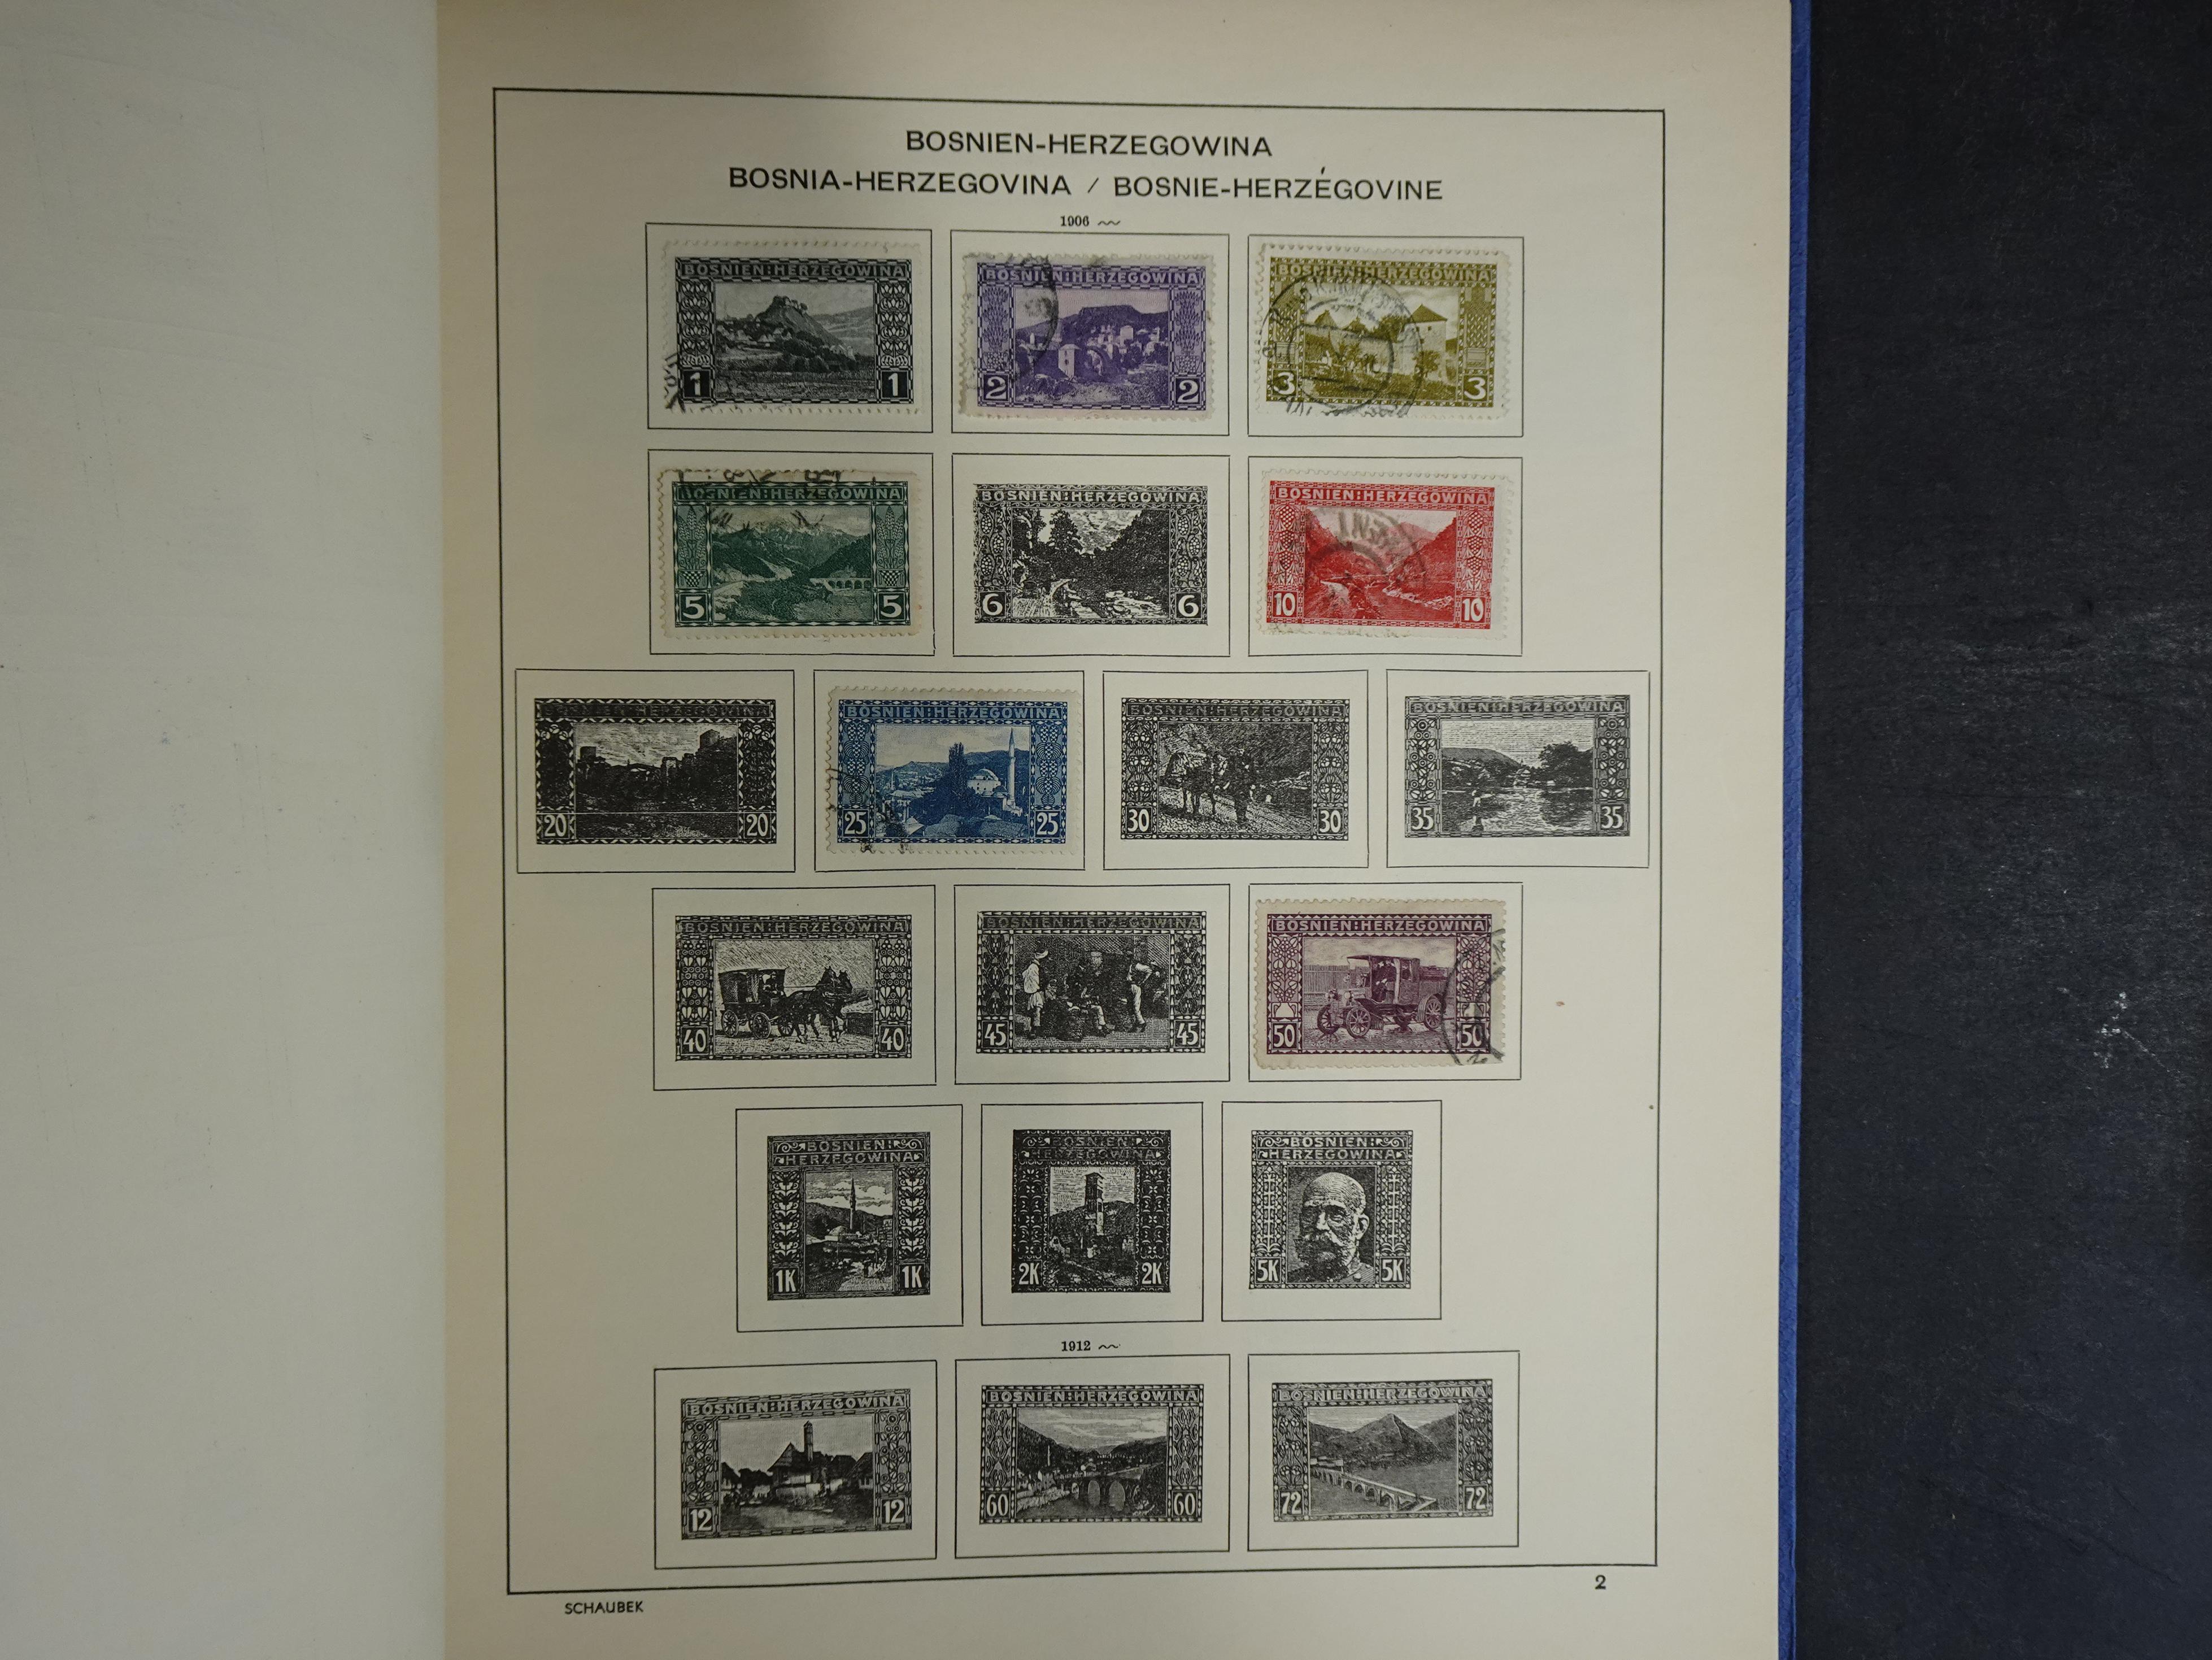 BOSNIEN-HERZEGOWINA
BOSNIA-HERZEGOVINA / BOSNIE-HERZÉGOVINE
1906
BOSNIEN:HERZEGOWINA
1 1
BOSNIEN:HERZEGOWINA
2 2
BOSNIEN:HERZEGOWINA
3 3
BOSNIEN:HERZEGOWINA
5 5
BOSNIEN:HERZEGOWINA
6 6
BOSNIEN:HERZEGOWINA
10 10
BOSNIEN:HERZEGOWINA
20 20
BOSNIEN:HERZEGOWINA
25 25
BOSNIEN:HERZEGOWINA
30 30
BOSNIEN:HERZEGOWINA
35 35
BOSNIEN:HERZEGOWINA
40 40
BOSNIEN:HERZEGOWINA
45 45
BOSNIEN:HERZEGOWINA
50 50
BOSNIEN:
HERZEGOWINA
1K 1K
BOSNIEN:
HERZEGOWINA
2K 2K
BOSNIEN:
HERZEGOWINA
5K 5K
1912
BOSNIEN:HERZEGOWINA
12 12
BOSNIEN:HERZEGOWINA
60 60
BOSNIEN:HERZEGOWINA
72 72
2
SCHAUBEK